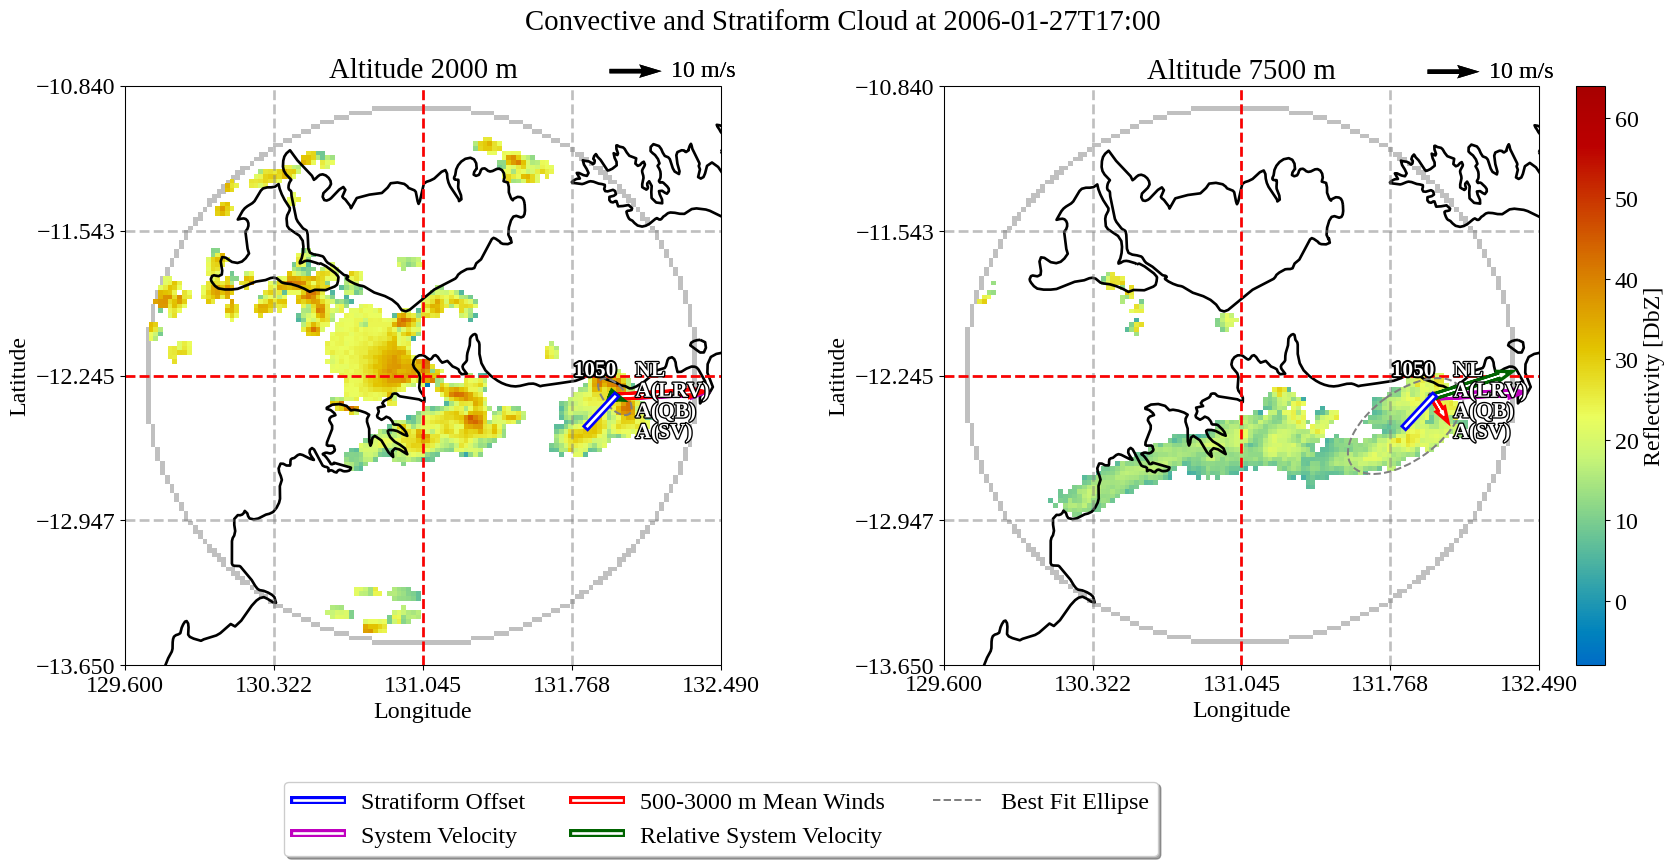 Convective and Stratiform Cloud at 2006-01-27T17:00
Altitude 2000 m
10 m/s
−10.840
−11.543
−12.245
−12.947
−13.650
Latitude
129.600
130.322
131.045
131.768
132.490
Longitude
1050
NL
A(LRV)
A(QB)
A(SV)
Altitude 7500 m
10 m/s
−10.840
−11.543
−12.245
−12.947
−13.650
Latitude
129.600
130.322
131.045
131.768
132.490
Longitude
1050
NL
A(LRV)
A(QB)
A(SV)
60
50
40
30
20
10
0
Reflectivity [DbZ]
Stratiform Offset
System Velocity
500-3000 m Mean Winds
Relative System Velocity
Best Fit Ellipse